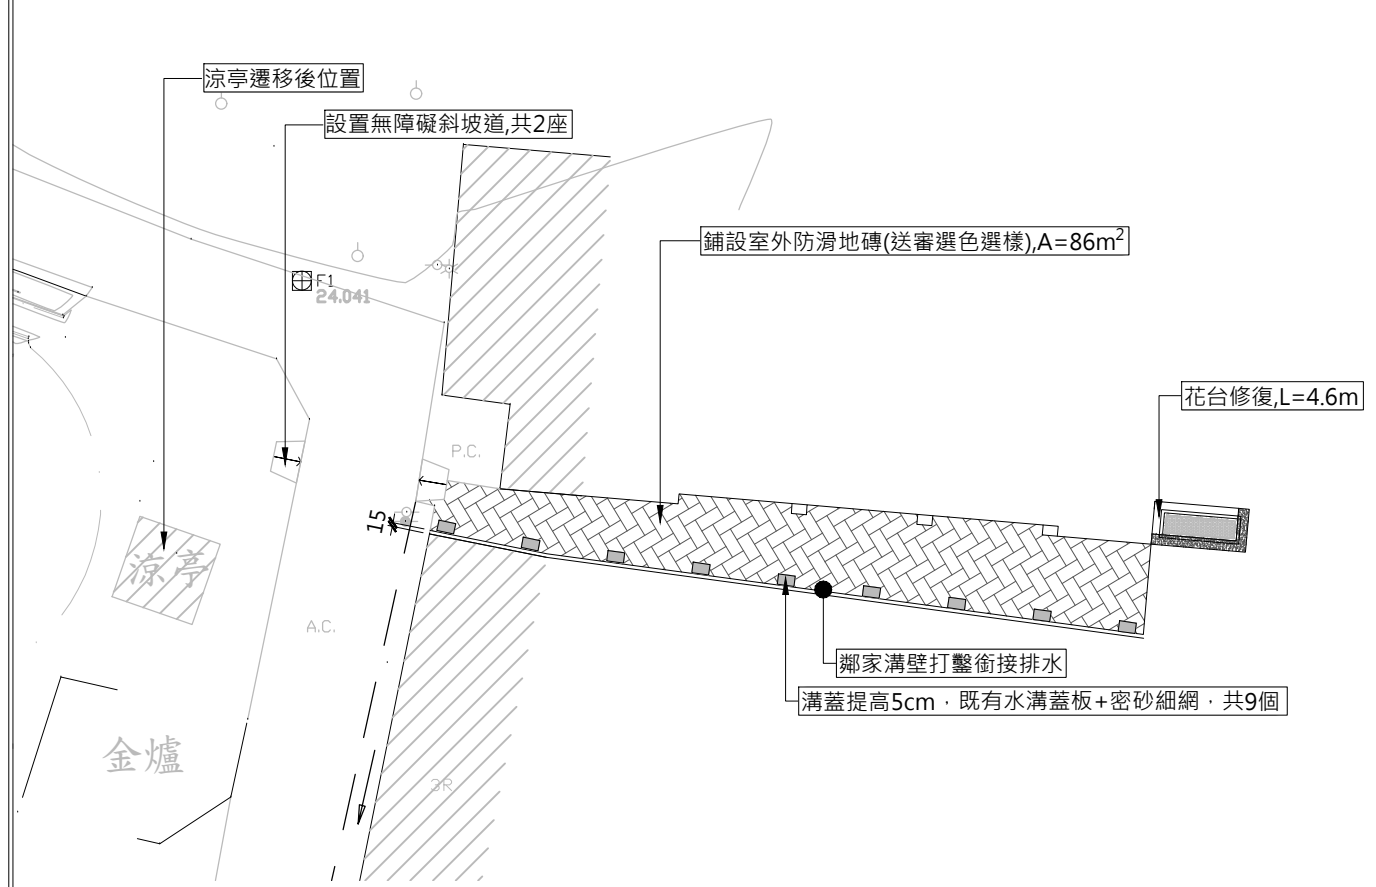 涼亭遷移後位置
設置無障礙斜坡道,共2座
鋪設室外防滑地磚(送審選色選樣),A=86m²
F1
24.041
花台修復,L=4.6m
P.C.
15
涼亭
A.C.
鄰家溝壁打鑿銜接排水
溝蓋提高5cm，既有水溝蓋板+密砂細網，共9個
金爐
3R